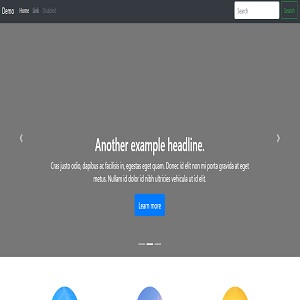 Demo Home Link Disabled Search Search
Another example headline.
Cras justo odio, dapibus ac facilisis in, egestas eget quam. Donec id elit non mi porta gravida at eget
metus. Nullam id dolor id nibh ultricies vehicula ut id elit.
Learn more